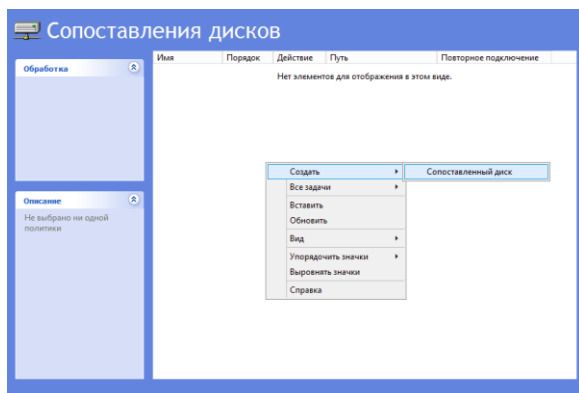 Сопоставления дисков
Обработка
Описание
Не выбрано ни одной
политики
Имя Порядок Действие Путь Повторное подключение
Нет элементов для отображения в этом виде.
Создать
Сопоставленный диск
Все задачи
Вставить
Обновить
Вид
Упорядочить значки
Выровнять значки
Справка